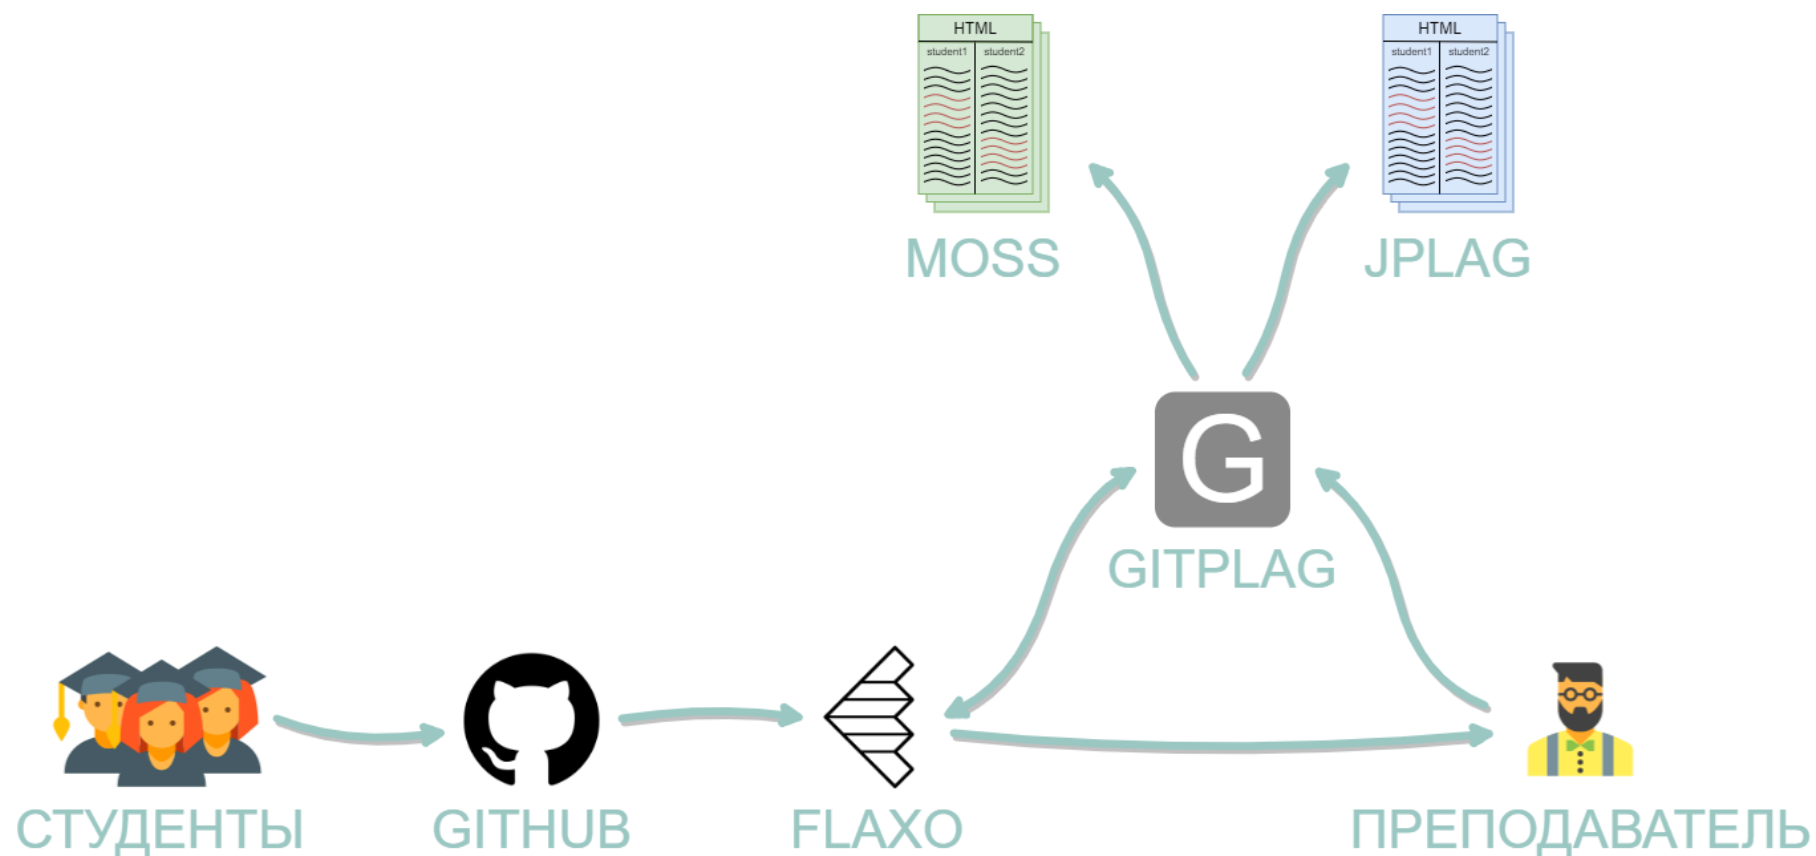 HTML
student1 student2
HTML
student1 student2
MOSS
JPLAG
G
GITPLAG
СТУДЕНТЫ
GITHUB
FLAXO
ПРЕПОДАВАТЕЛЬ